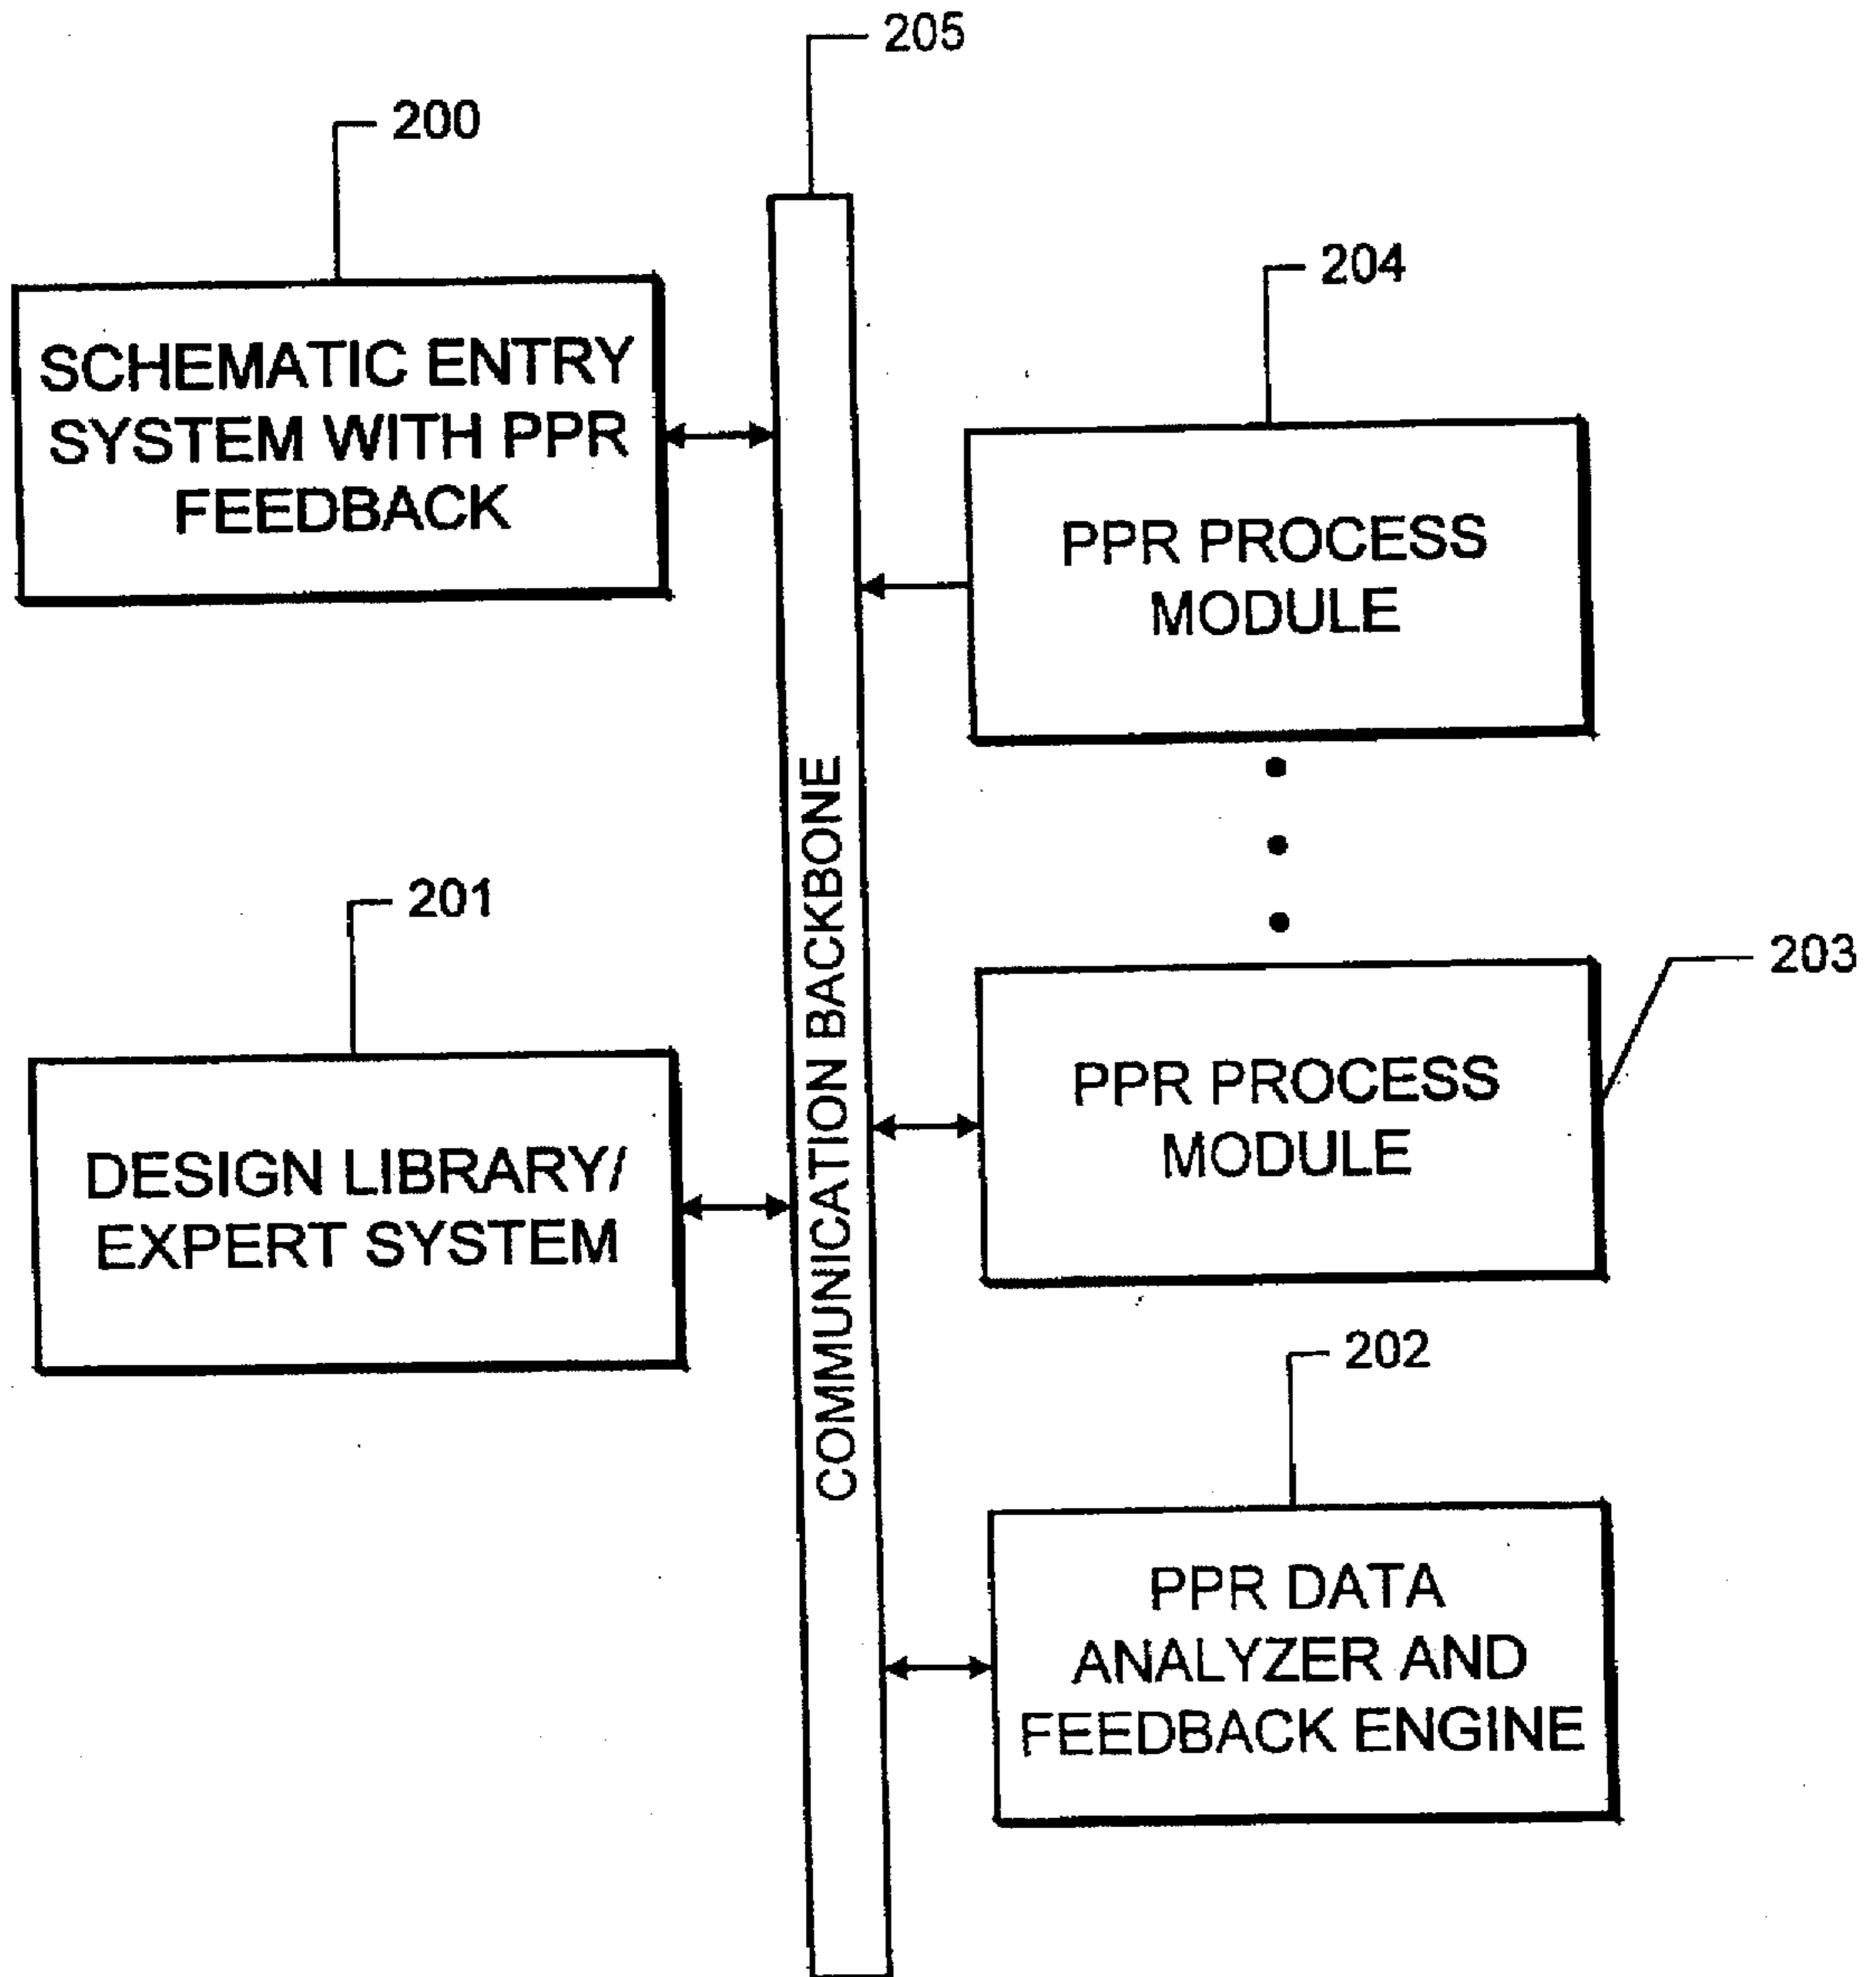 205
200
SCHEMATIC ENTRY
SYSTEM WITH PPR
FEEDBACK
204
PPR PROCESS
MODULE
COMMUNICATION BACKBONE
201
DESIGN LIBRARY/
EXPERT SYSTEM
203
PPR PROCESS
MODULE
202
PPR DATA
ANALYZER AND
FEEDBACK ENGINE